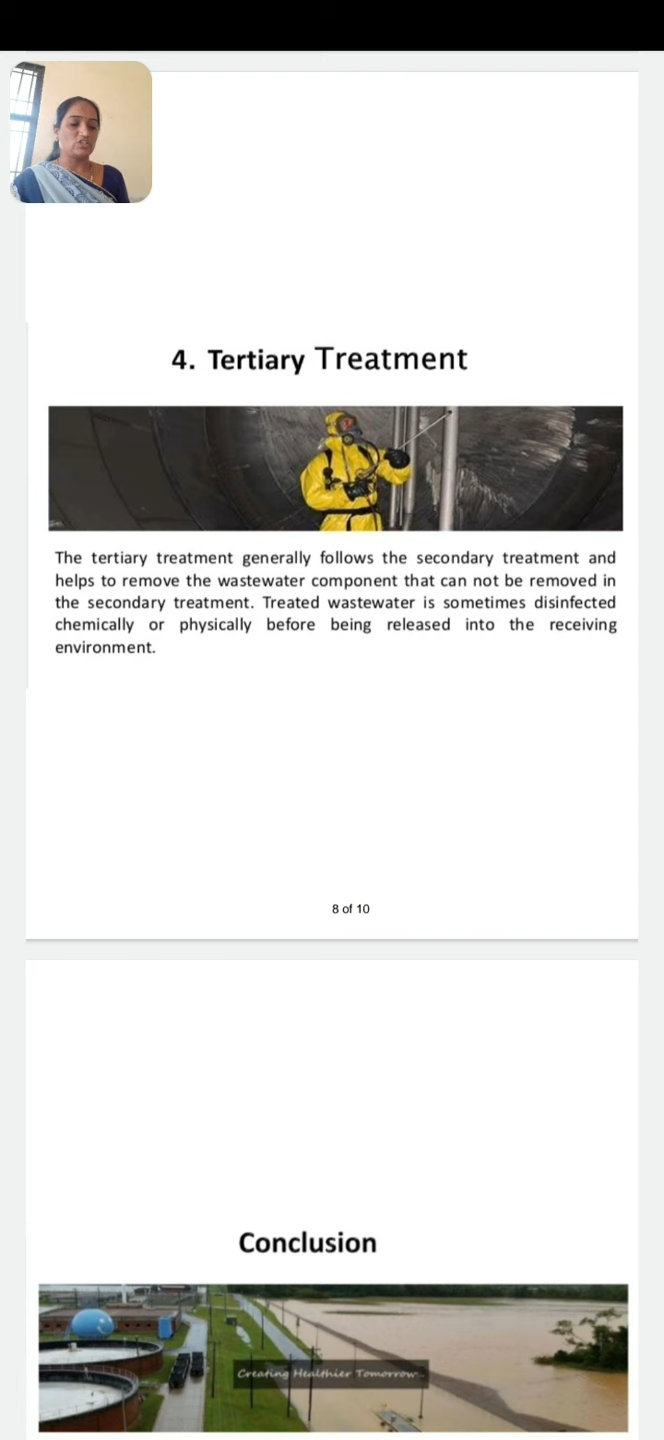 4. Tertiary Treatment
The tertiary treatment generally follows the secondary treatment and
helps to remove the wastewater component that can not be removed in
the secondary treatment. Treated wastewater is sometimes disinfected
chemically or physically before being released into the receiving
environment.
8 of 10
Conclusion
Creating Healthier Tomorrow...